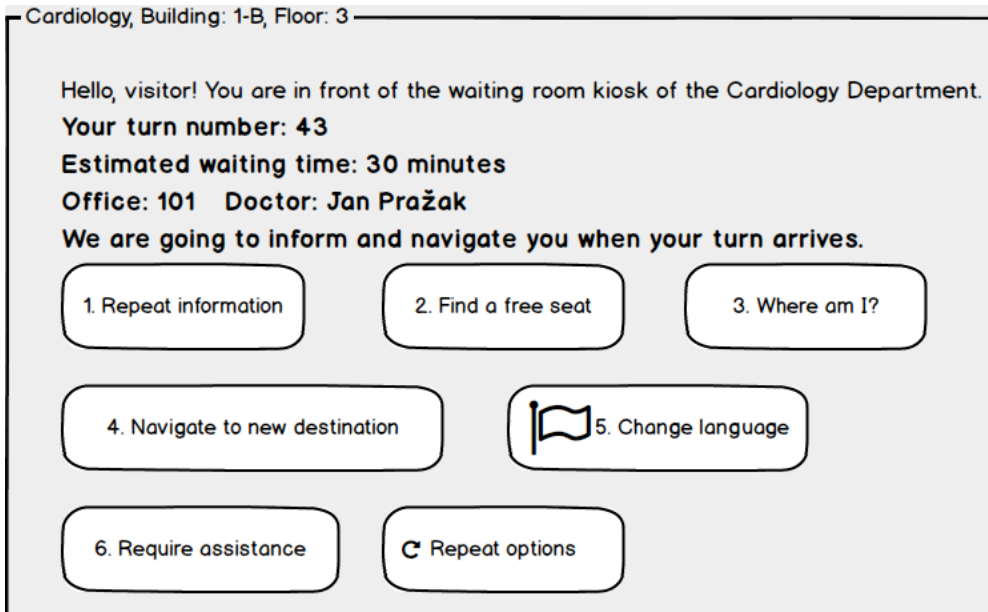 Cardiology, Building: 1-B, Floor: 3
Hello, visitor! You are in front of the waiting room kiosk of the Cardiology Department.
Your turn number: 43
Estimated waiting time: 30 minutes
Office: 101 Doctor: Jan Pražak
We are going to inform and navigate you when your turn arrives.
1. Repeat information
2. Find a free seat
3. Where am I?
4. Navigate to new destination
5. Change language
6. Require assistance
Repeat options